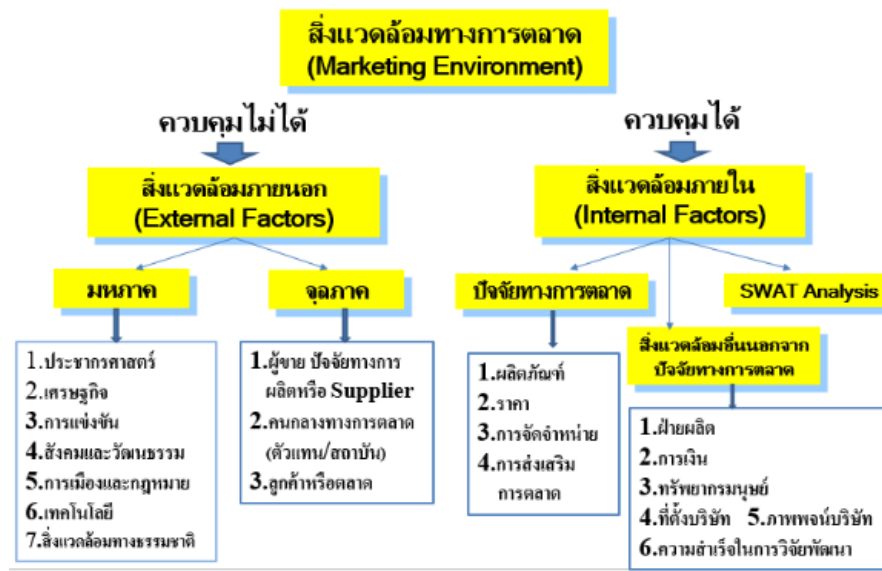 สิ่งแวดล้อมทางการตลาด
(Marketing Environment)
ควบคุมไม่ได้
ควบคุมได้
สิ่งแวดล้อมภายนอก
(External Factors)
สิ่งแวดล้อมภายใน
(Internal Factors)
มหภาค
จุลภาค
ปัจจัยทางการตลาด
SWAT Analysis
1.ประชากรศาสตร์
2.เศรษฐกิจ
3.การแข่งขัน
4.สังคมและวัฒนธรรม
5.การเมืองและกฎหมาย
6.เทคโนโลยี
7.สิ่งแวดล้อมทางธรรมชาติ
1.ผู้ขาย ปัจจัยทางการ
ผลิตหรือ Supplier
2.คนกลางทางการตลาด
(ตัวแทน/สถาบัน)
3.ลูกค้าหรือตลาด
1.ผลิตภัณฑ์
2.ราคา
3.การจัดจำหน่าย
4.การส่งเสริม
การตลาด
สิ่งแวดล้อมอื่นนอกจาก
ปัจจัยทางการตลาด
1.ฝ่ายผลิต
2.การเงิน
3.ทรัพยากรมนุษย์
4.ที่ตั้งบริษัท 5.ภาพพจน์บริษัท
6.ความสำเร็จในการวิจัยพัฒนา